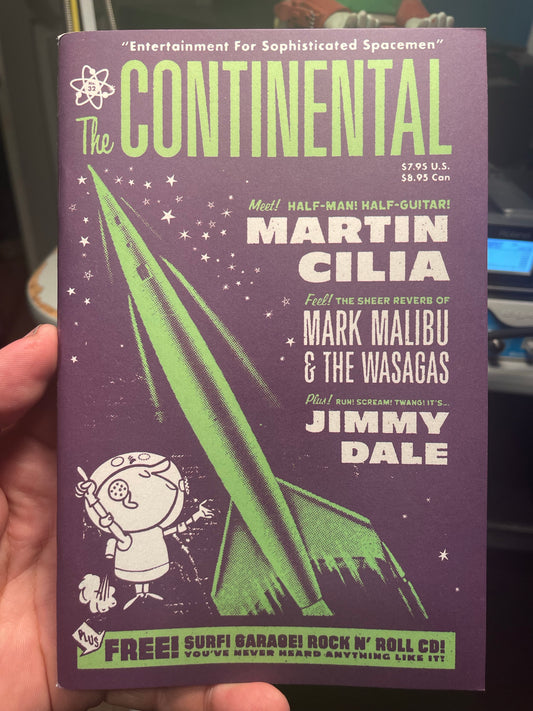 "Entertainment For Sophisticated Spacemen"
32
The CONTINENTAL
$7.95 U.S.
$8.95 Can
Meet! HALF-MAN! HALF-GUITAR!
MARTIN
CILIA
Feel! THE SHEER REVERB OF
MARK MALIBU
& THE WASAGAS
Plus! RUN! SCREAM! TWANG! IT'S...
JIMMY
DALE
PLUS
FREE! SURF! GARAGE! ROCK N' ROLL CD!
YOU'VE NEVER HEARD ANYTHING LIKE IT!
Roland